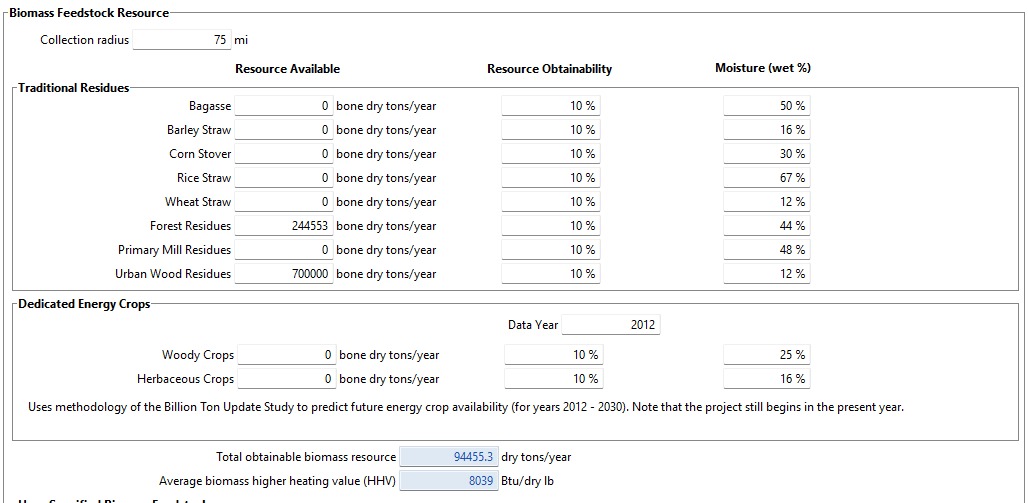 Biomass Feedstock Resource
Collection radius 75 mi
Resource Available Resource Obtainability Moisture (wet %)
Traditional Residues
Bagasse 0 bone dry tons/year 10 % 50 %
Barley Straw 0 bone dry tons/year 10 % 16 %
Corn Stover 0 bone dry tons/year 10 % 30 %
Rice Straw 0 bone dry tons/year 10 % 67 %
Wheat Straw 0 bone dry tons/year 10 % 12 %
Forest Residues 244553 bone dry tons/year 10 % 44 %
Primary Mill Residues 0 bone dry tons/year 10 % 48 %
Urban Wood Residues 700000 bone dry tons/year 10 % 12 %
Dedicated Energy Crops
Data Year 2012
Woody Crops 0 bone dry tons/year 10 % 25 %
Herbaceous Crops 0 bone dry tons/year 10 % 16 %
Uses methodology of the Billion Ton Update Study to predict future energy crop availability (for years 2012 - 2030). Note that the project still begins in the present year.
Total obtainable biomass resource 94455.3 dry tons/year
Average biomass higher heating value (HHV) 8039 Btu/dry lb